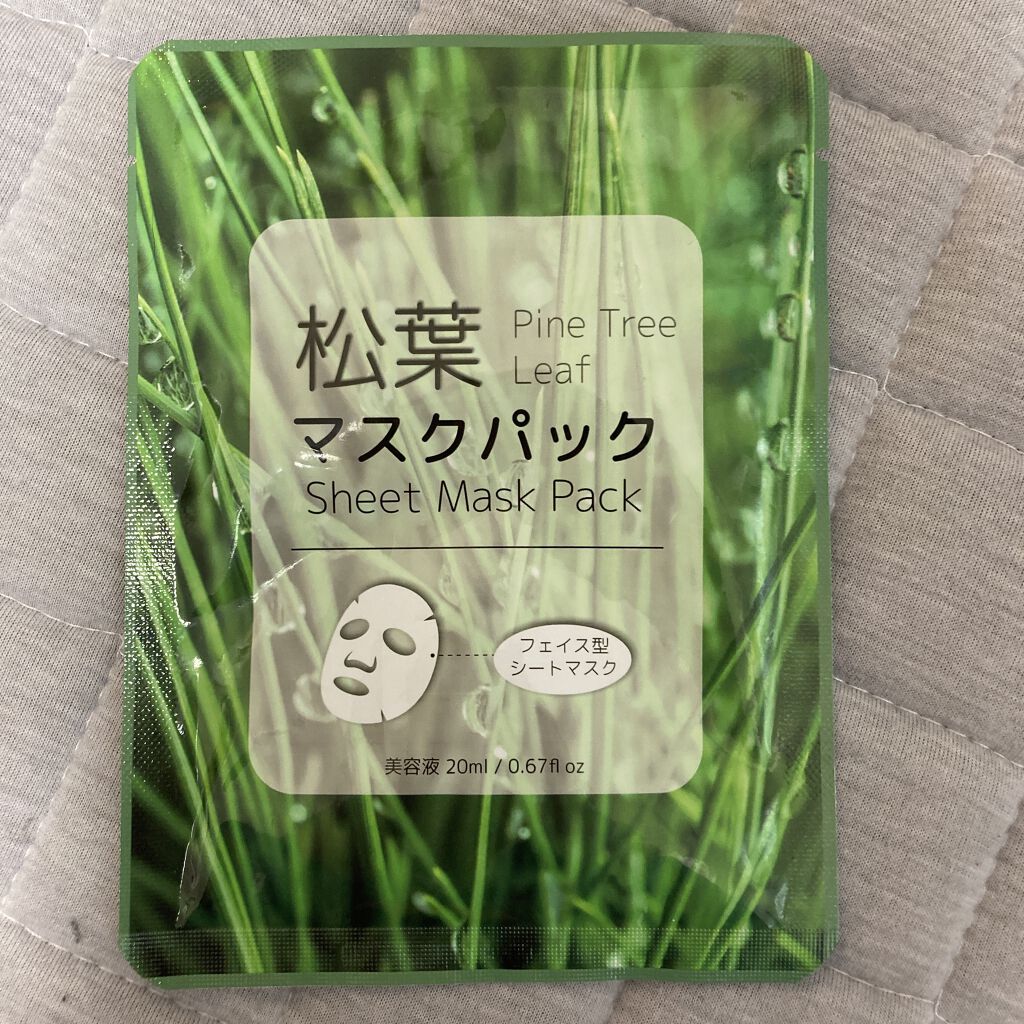 松葉 Pine Tree Leaf
マスクパック
Sheet Mask Pack
フェイス型
シートマスク
美容液 20ml / 0.67fl oz